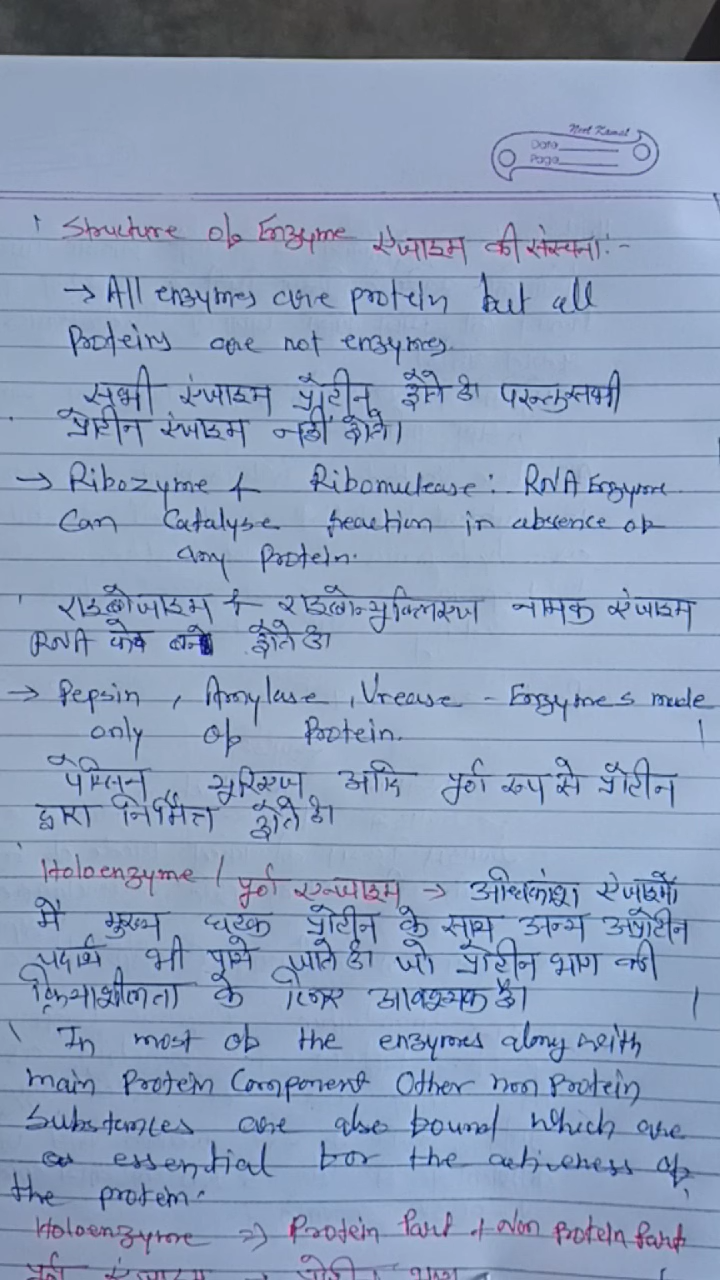 Neel Kamal
Date
Page
Structure of Enzyme एंजाइम की संरचना:-
→ All enzymes are protein but all
Proteins are not enzymes.
सभी एंजाइम प्रोटीन होते है परन्तु सभी
प्रोटीन एंजाइम नही होते।
→ Ribozyme & Ribonuclease: RNA Enzyme
Can Catalyse reaction in absence of
any Protein.
राइबोजाइम & राइबोन्युक्लिएज नामक एंजाइम
RNA के बने होते है।
→ Pepsin, Amylase, Urease - Enzymes made
only of Protein.
पेप्सिन, युरिएज आदि पूर्ण रूप से प्रोटीन
द्वारा निर्मित होते है।
Holoenzyme / पूर्ण एन्जाइम → अधिकांश एंजाइमों
में मुख्य घटक प्रोटीन के साथ अन्य अप्रोटीन
पदार्थ भी पाये जाते है। जो प्रोटीन भाग की
क्रियाशीलता के लिए आवश्यक है।
In most of the enzymes along with
main Protein Component Other non Protein
Substances are also bound which are
essential for the activeness of
the protein.
Holoenzyme => Protein Part + Non Protein Part
पूर्ण एंजाइम => प्रोटीन भाग